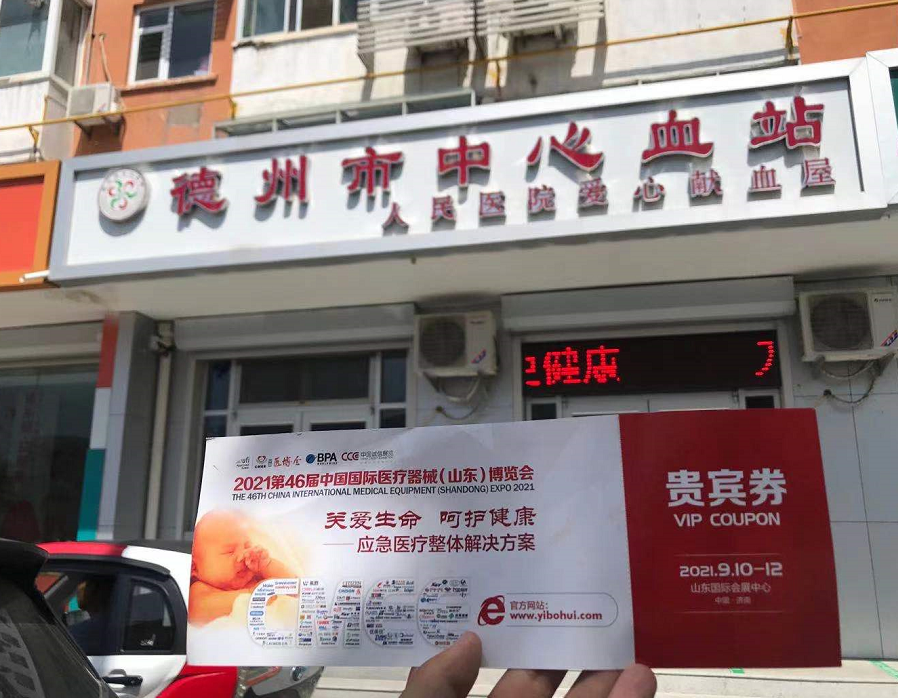 德州市中心血站
人民医院爱心献血屋
健康
BPA
CCC
2021第46届中国国际医疗器械(山东)博览会
THE 46TH CHINA INTERNATIONAL MEDICAL EQUIPMENT (SHANDONG) EXPO 2021
关爱生命 呵护健康
——应急医疗整体解决方案
官方网站:
www.yibohui.com
贵宾券
VIP COUPON
2021.9.10-12
山东国际会展中心
中国·济南